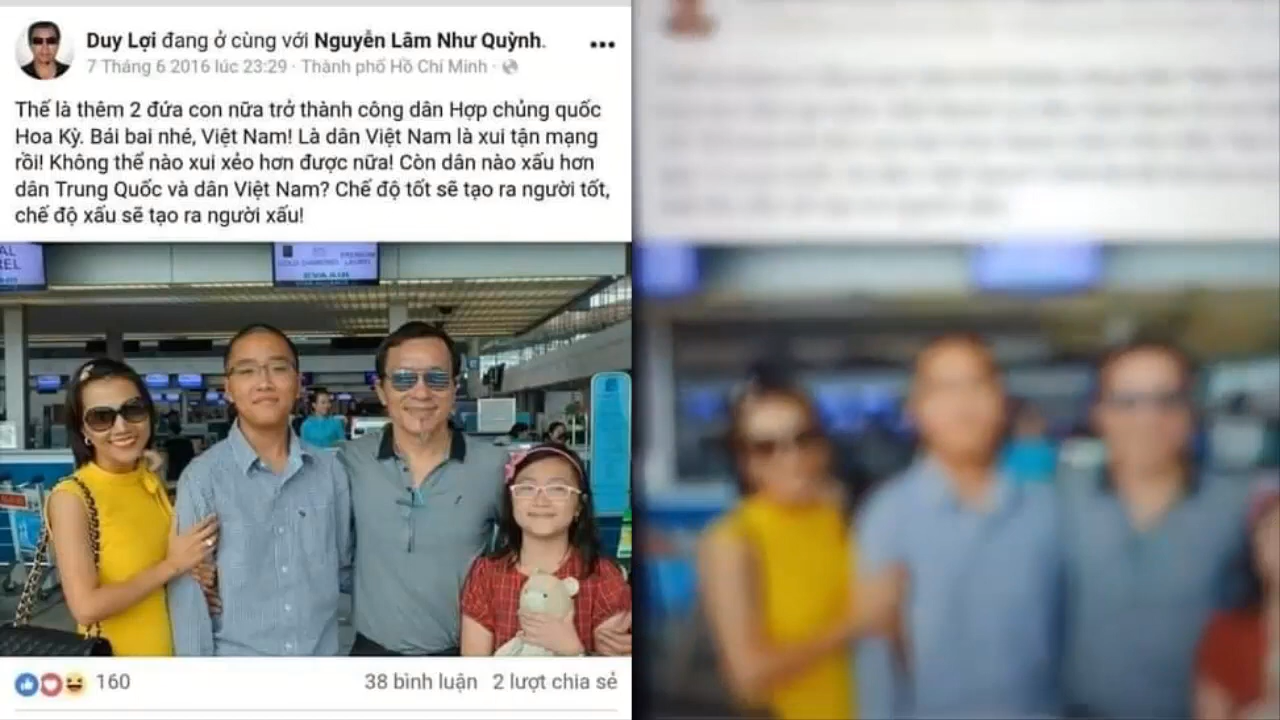 Duy Lợi đang ở cùng với Nguyễn Lâm Như Quỳnh.
7 Tháng 6 2016 lúc 23:29 · Thành phố Hồ Chí Minh ·
Thế là thêm 2 đứa con nữa trở thành công dân Hợp chủng quốc
Hoa Kỳ. Bái bai nhé, Việt Nam! Là dân Việt Nam là xui tận mạng
rồi! Không thể nào xui xẻo hơn được nữa! Còn dân nào xấu hơn
dân Trung Quốc và dân Việt Nam? Chế độ tốt sẽ tạo ra người tốt,
chế độ xấu sẽ tạo ra người xấu!
GOLD DIAMOND
PREMIUM
LAUREL
EVA AIR
160
38 bình luận 2 lượt chia sẻ